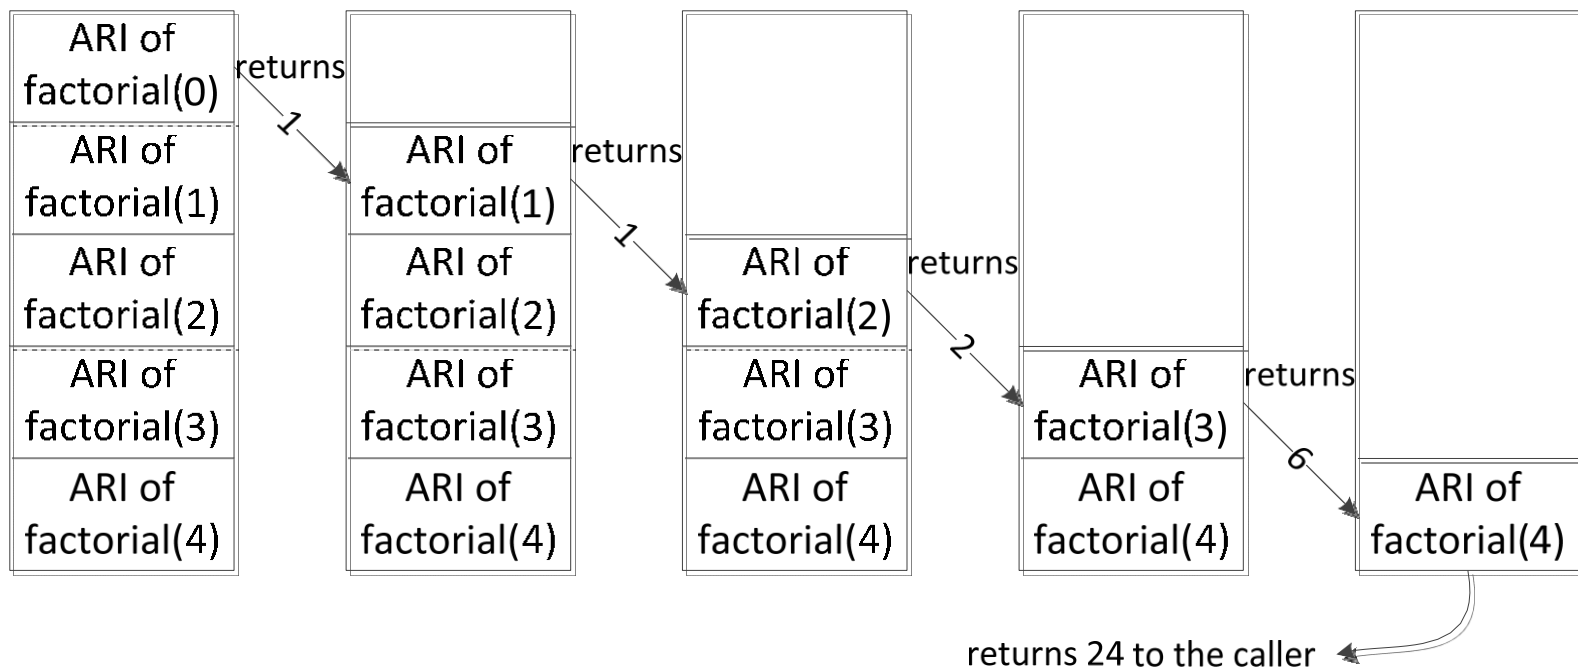 ARI of
factorial(0)
ARI of
factorial(1)
ARI of
factorial(2)
ARI of
factorial(3)
ARI of
factorial(4)
returns
1
ARI of
factorial(1)
ARI of
factorial(2)
ARI of
factorial(3)
ARI of
factorial(4)
returns
1
ARI of
factorial(2)
ARI of
factorial(3)
ARI of
factorial(4)
returns
2
ARI of
factorial(3)
ARI of
factorial(4)
returns
6
ARI of
factorial(4)
returns 24 to the caller